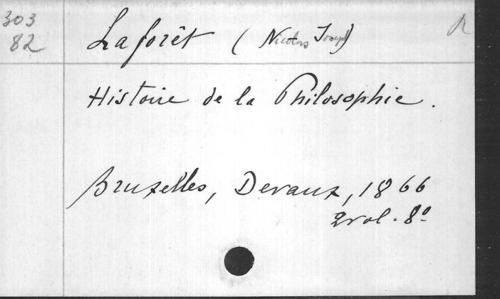 303
82
Laforêt (Nicolas Joseph)
R
Histoire de la Philosophie.
Bruxelles, Devaux, 1866
2 vol. 8º